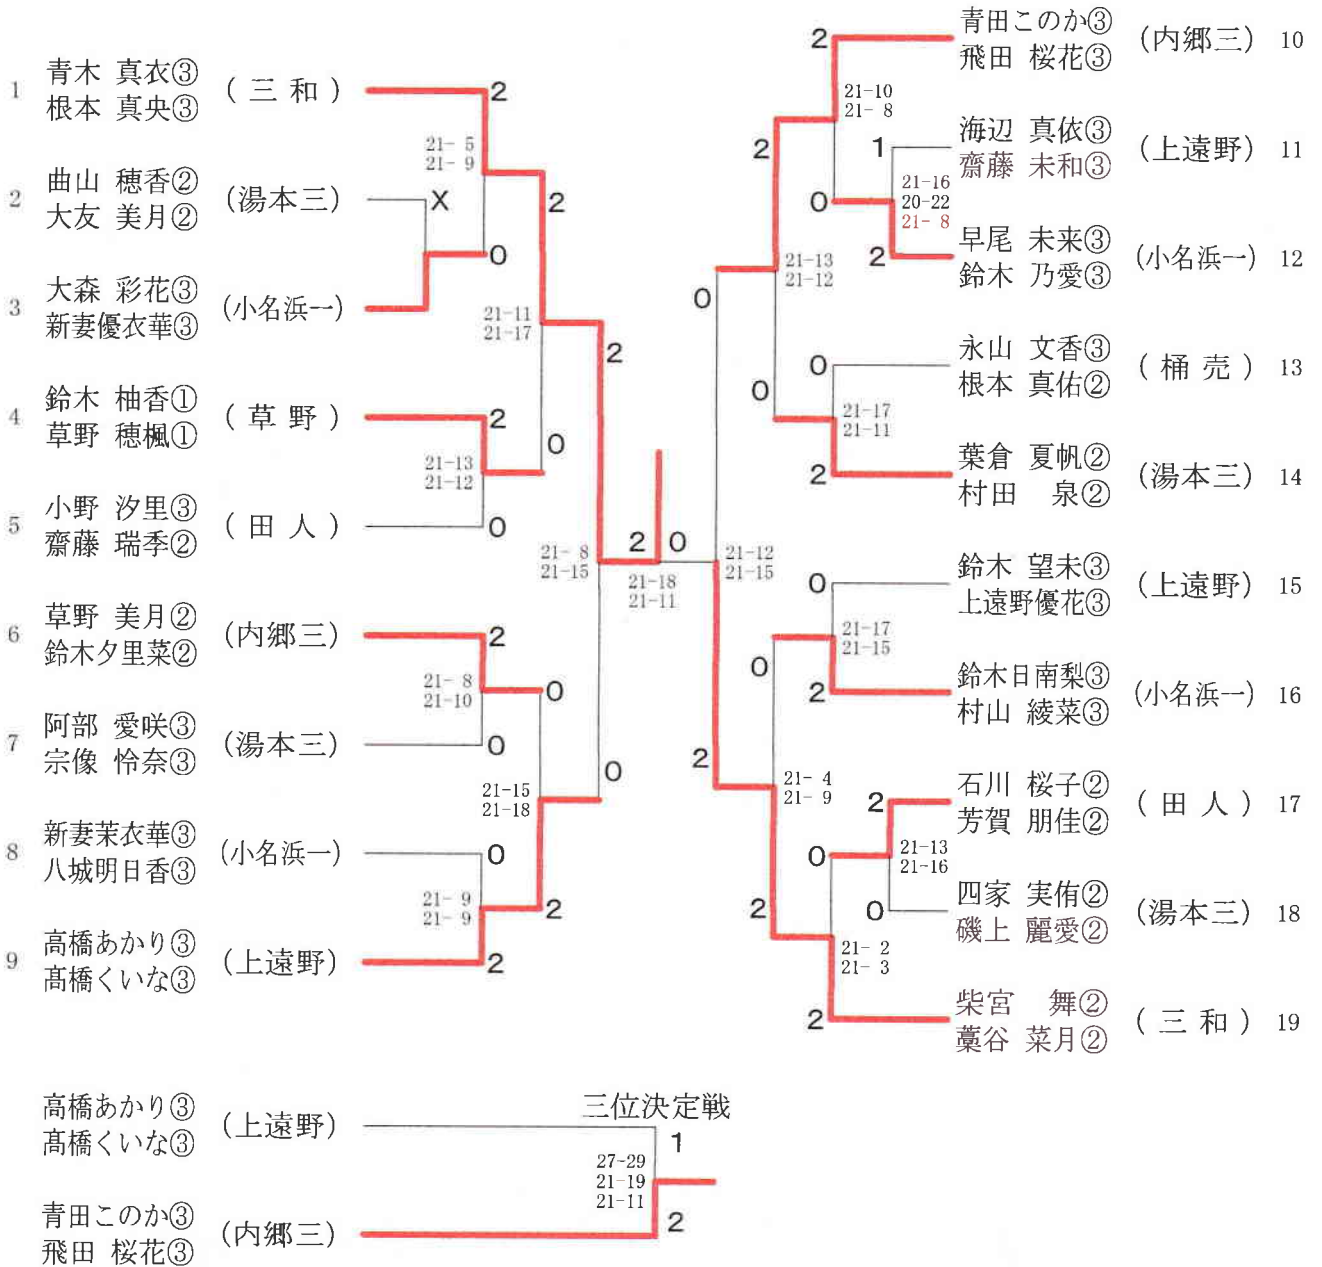 1 青木 真衣③ (三和) 2
根本 真央③
21- 5
21- 9
2 曲山 穂香② (湯本三) X
大友 美月②
2
0
3 大森 彩花③ (小名浜一)
新妻優衣華③
21-11
21-17
2
4 鈴木 柚香① (草野) 2
草野 穂楓①
0
21-13
21-12
5 小野 汐里③ (田人) 0
齋藤 瑞季②
21- 8
21-15
6 草野 美月② (内郷三) 2
鈴木夕里菜②
21- 8
21-10
0
7 阿部 愛咲③ (湯本三) 0
宗像 怜奈③
0
21-15
21-18
8 新妻茉衣華③ (小名浜一) 0
八城明日香③
21- 9
21- 9
2
9 高橋あかり③ (上遠野) 2
髙橋くいな③
2 0
21-18
21-11
2 青田このか③ (内郷三) 10
飛田 桜花③
21-10
21- 8
2
1 海辺 真依③ (上遠野) 11
齋藤 未和③
21-16
20-22
21- 8
0
2 早尾 未来③ (小名浜一) 12
鈴木 乃愛③
21-13
21-12
0
0 永山 文香③ (桶売) 13
根本 真佑②
0
21-17
21-11
2 葉倉 夏帆② (湯本三) 14
村田 泉②
21-12
21-15
0 鈴木 望未③ (上遠野) 15
上遠野優花③
21-17
21-15
0
2 鈴木日南梨③ (小名浜一) 16
村山 綾菜③
2
21- 4
21- 9
2 石川 桜子② (田人) 17
芳賀 朋佳②
21-13
21-16
0
0 四家 実侑② (湯本三) 18
磯上 麗愛②
2
21- 2
21- 3
2 柴宮 舞② (三和) 19
藁谷 菜月②
三位決定戦
高橋あかり③ (上遠野) 1
髙橋くいな③
27-29
21-19
21-11
青田このか③ (内郷三) 2
飛田 桜花③